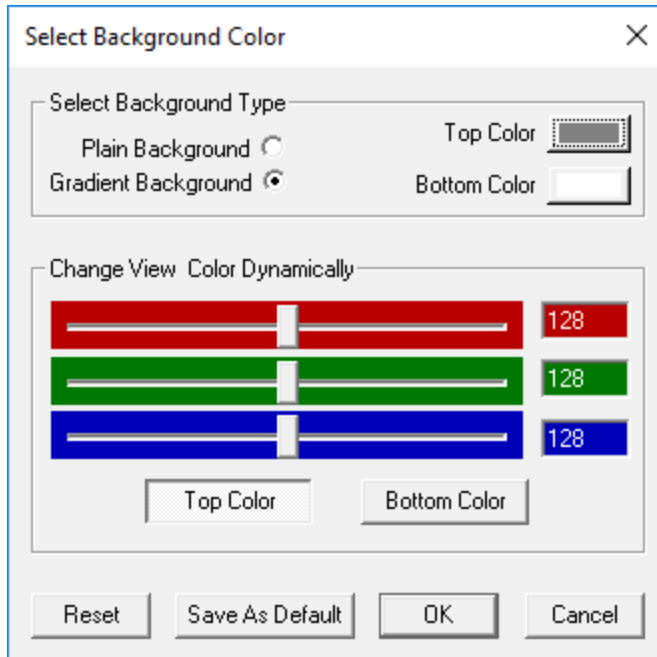 Select Background Color
Select Background Type
Plain Background
Gradient Background
Top Color
Bottom Color
Change View Color Dynamically
128
128
128
Top Color
Bottom Color
Reset
Save As Default
OK
Cancel